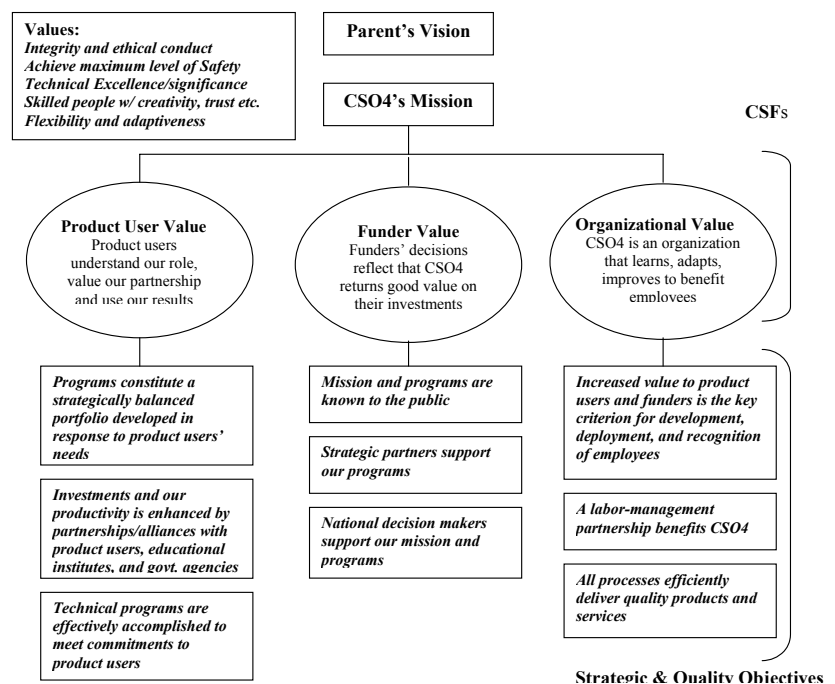 Values:
Integrity and ethical conduct
Achieve maximum level of Safety
Technical Excellence/significance
Skilled people w/ creativity, trust etc.
Flexibility and adaptiveness
Parent's Vision
CSO4's Mission
CSFs
Product User Value
Product users
understand our role,
value our partnership
and use our results
Funder Value
Funders' decisions
reflect that CSO4
returns good value on
their investments
Organizational Value
CSO4 is an organization
that learns, adapts,
improves to benefit
employees
Programs constitute a
strategically balanced
portfolio developed in
response to product users'
needs
Investments and our
productivity is enhanced by
partnerships/alliances with
product users, educational
institutes, and govt. agencies
Technical programs are
effectively accomplished to
meet commitments to
product users
Mission and programs are
known to the public
Strategic partners support
our programs
National decision makers
support our mission and
programs
Increased value to product
users and funders is the key
criterion for development,
deployment, and recognition
of employees
A labor-management
partnership benefits CSO4
All processes efficiently
deliver quality products and
services
Strategic & Quality Objectives